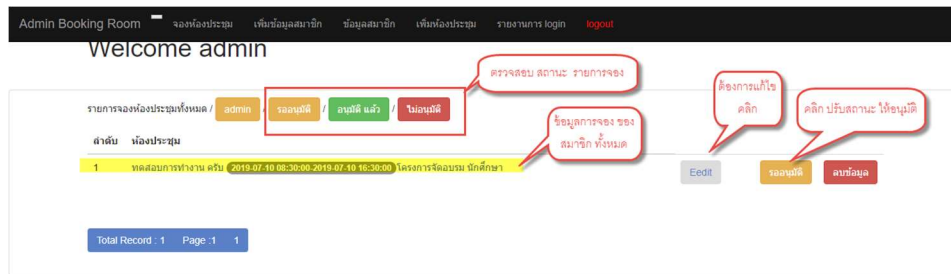 Admin Booking Room จองห้องประชุม เพิ่มข้อมูลสมาชิก ข้อมูลสมาชิก เพิ่มห้องประชุม รายงานการ login logout
Welcome admin
ตรวจสอบ สถานะ รายการจอง
ต้องการแก้ไข
คลิก
คลิก ปรับสถานะ ให้อนุมัติ
รายการจองห้องประชุมทั้งหมด / admin / รออนุมัติ / อนุมัติ แล้ว / ไม่อนุมัติ
ข้อมูลการจอง ของ
สมาชิก ทั้งหมด
ลำดับ ห้องประชุม
1 ทดสอบการทำงาน ครับ 2019-07-10 08:30:00-2019-07-10 16:30:00 โครงการจัดอบรม นักศึกษา Eedit รออนุมัติ ลบข้อมูล
Total Record : 1 Page :1 1